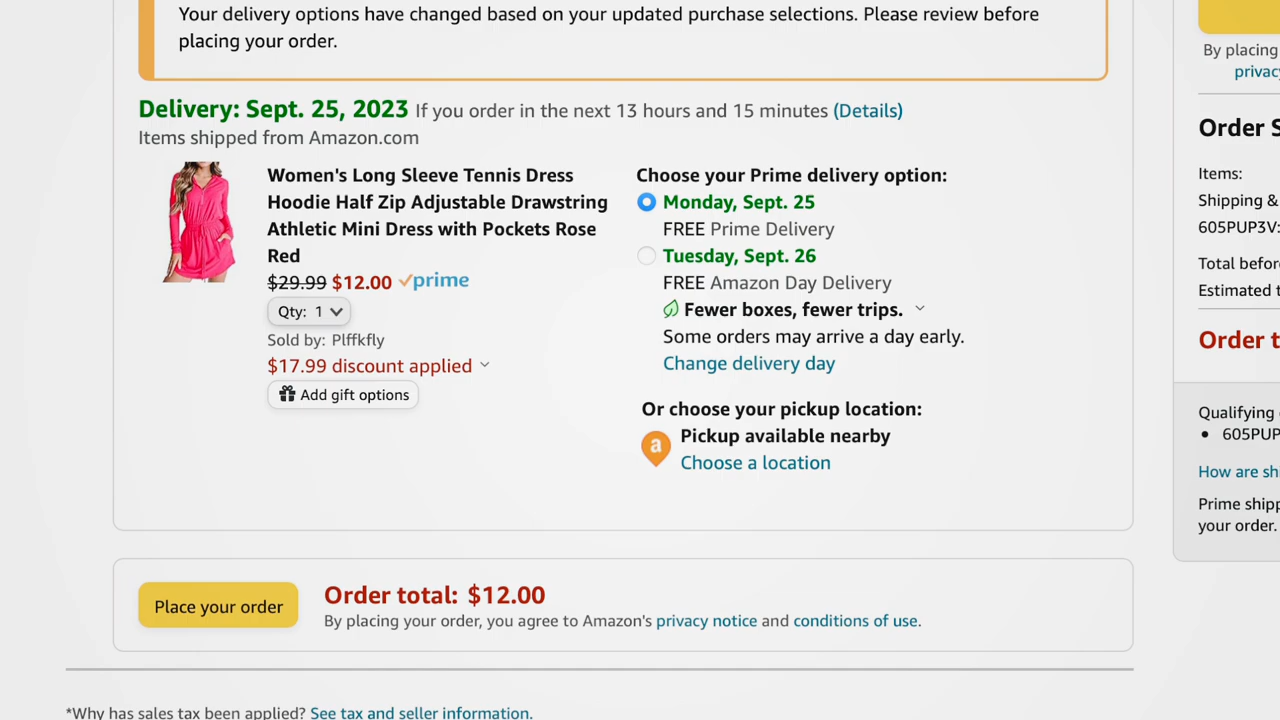 Your delivery options have changed based on your updated purchase selections. Please review before
placing your order.
Delivery: Sept. 25, 2023 If you order in the next 13 hours and 15 minutes (Details)
Items shipped from Amazon.com
Women's Long Sleeve Tennis Dress
Hoodie Half Zip Adjustable Drawstring
Athletic Mini Dress with Pockets Rose
Red
$29.99 $12.00 prime
Qty: 1
Sold by: Plffkfly
$17.99 discount applied
Add gift options
Choose your Prime delivery option:
Monday, Sept. 25
FREE Prime Delivery
Tuesday, Sept. 26
FREE Amazon Day Delivery
Fewer boxes, fewer trips.
Some orders may arrive a day early.
Change delivery day
Or choose your pickup location:
a
Pickup available nearby
Choose a location
Place your order
Order total: $12.00
By placing your order, you agree to Amazon's privacy notice and conditions of use.
*Why has sales tax been applied? See tax and seller information.
By placing
privacy
Order S
Items:
Shipping &
605PUP3V:
Total befor
Estimated t
Order t
Qualifying
• 605PUP
How are sh
Prime shipp
your order.